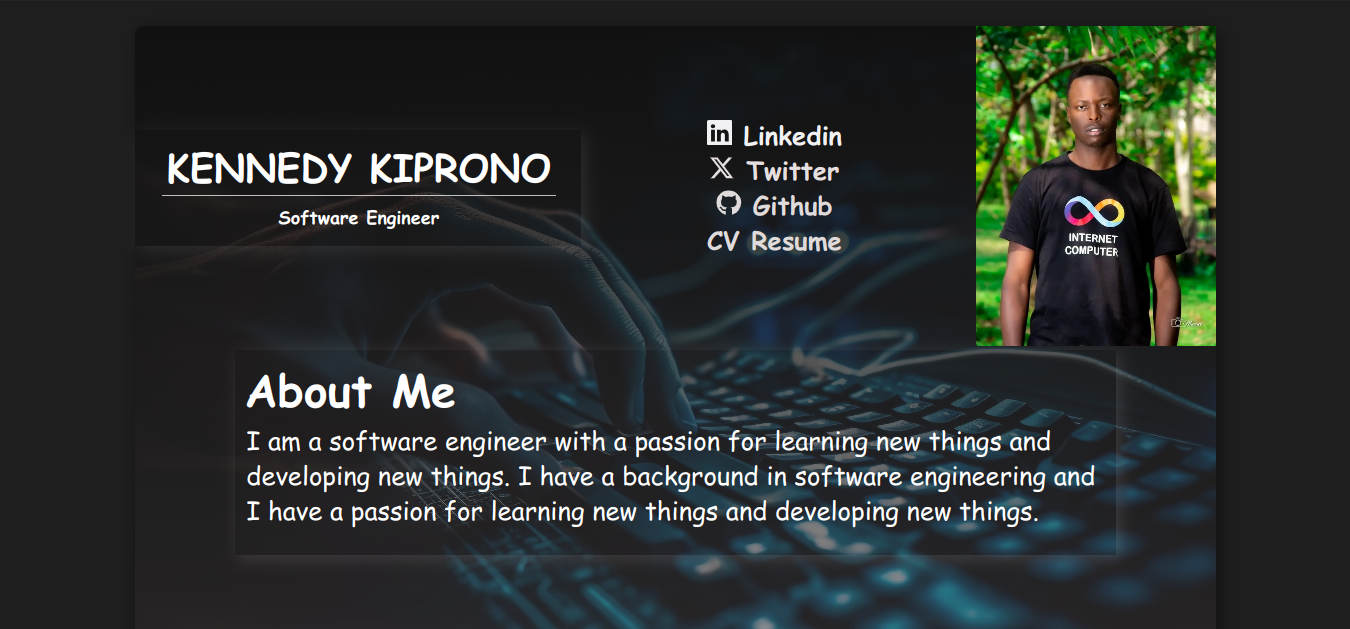 KENNEDY KIPRONO
Software Engineer
in Linkedin
X Twitter
Github
CV Resume
INTERNET
COMPUTER
About Me
I am a software engineer with a passion for learning new things and
developing new things. I have a background in software engineering and
I have a passion for learning new things and developing new things.